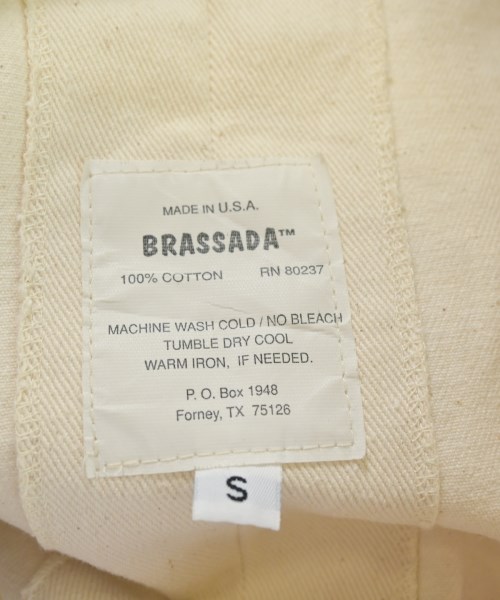 MADE IN U.S.A.
BRASSADA™
100% COTTON RN 80237
MACHINE WASH COLD / NO BLEACH
TUMBLE DRY COOL
WARM IRON, IF NEEDED.
P. O. Box 1948
Forney, TX 75126
S